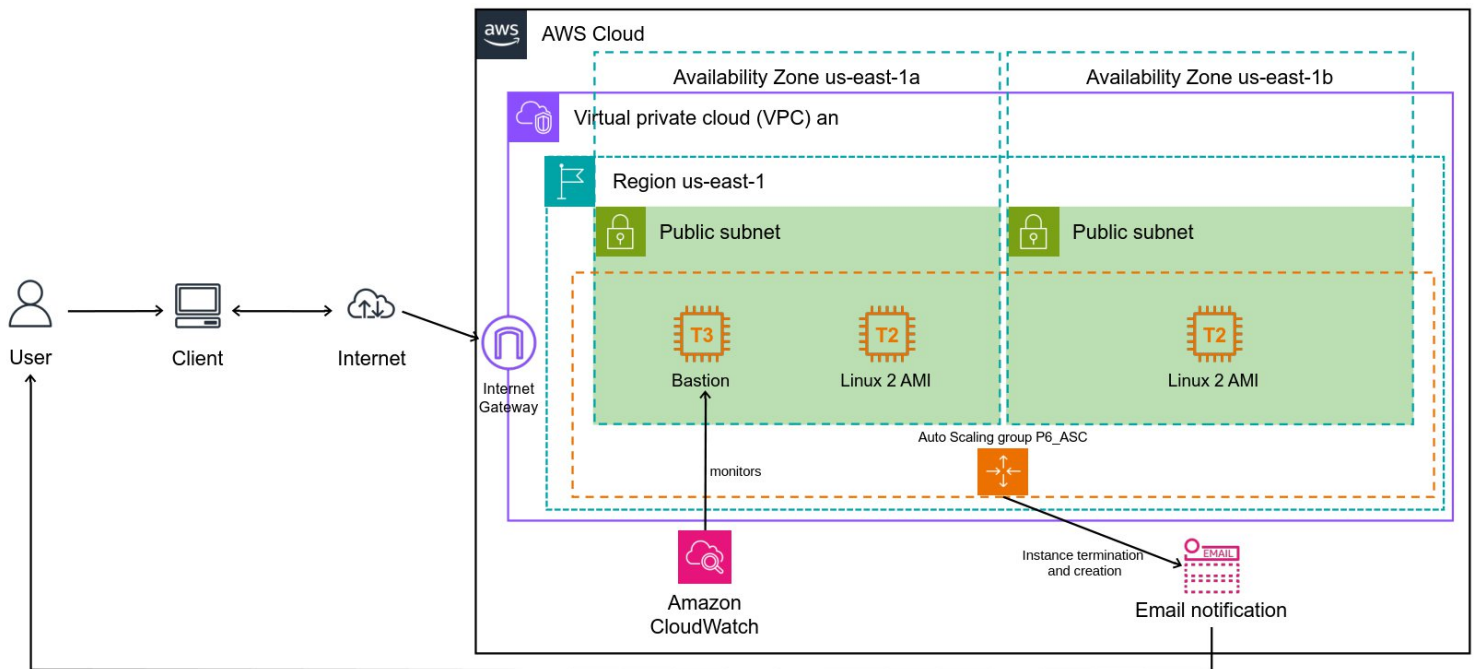 aws
AWS Cloud
Availability Zone us-east-1a
Availability Zone us-east-1b
Virtual private cloud (VPC) an
Region us-east-1
Public subnet
Public subnet
T3
T2
T2
User
Client
Internet
Internet
Gateway
Bastion
Linux 2 AMI
Linux 2 AMI
Auto Scaling group P6_ASC
monitors
Instance termination
and creation
EMAIL
Amazon
CloudWatch
Email notification